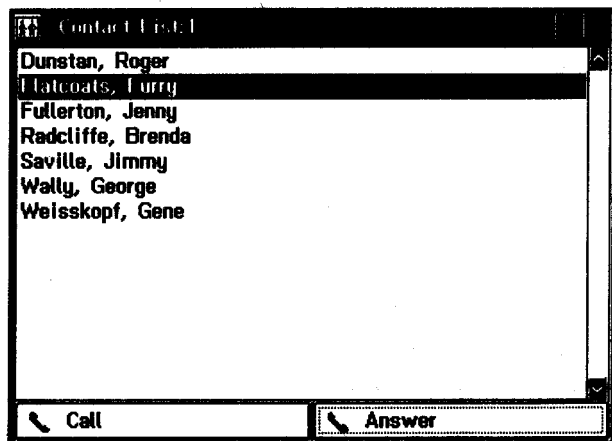 Contact List:1
Dunstan, Roger
Flatcoats, Furry
Fullerton, Jenny
Radcliffe, Brenda
Saville, Jimmy
Wally, George
Weisskopf, Gene
Call
Answer